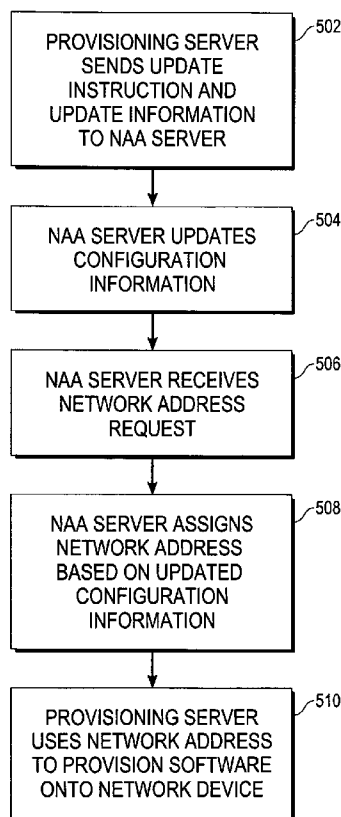 502
PROVISIONING SERVER
SENDS UPDATE
INSTRUCTION AND
UPDATE INFORMATION
TO NAA SERVER
504
NAA SERVER UPDATES
CONFIGURATION
INFORMATION
506
NAA SERVER RECEIVES
NETWORK ADDRESS
REQUEST
508
NAA SERVER ASSIGNS
NETWORK ADDRESS
BASED ON UPDATED
CONFIGURATION
INFORMATION
510
PROVISIONING SERVER
USES NETWORK ADDRESS
TO PROVISION SOFTWARE
ONTO NETWORK DEVICE